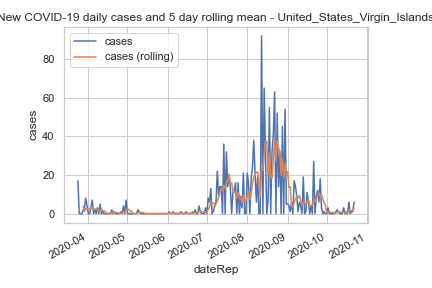 New COVID-19 daily cases and 5 day rolling mean - United_States_Virgin_Islands
cases
cases (rolling)
80
60
40
20
0
cases
2020-04
2020-05
2020-06
2020-07
2020-08
2020-09
2020-10
2020-11
dateRep